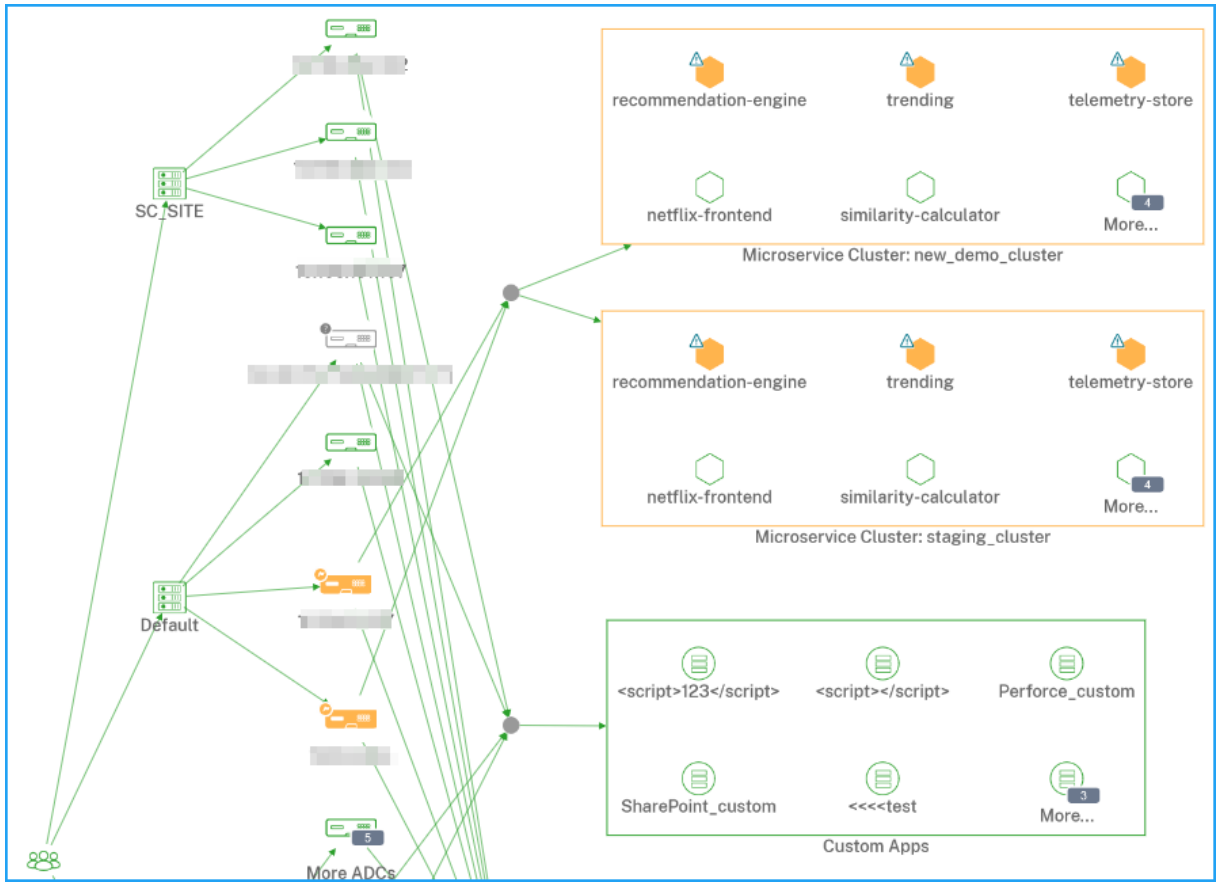 recommendation-engine
trending
telemetry-store
SC_SITE
netflix-frontend
similarity-calculator
4
More...
Microservice Cluster: new_demo_cluster
?
recommendation-engine
trending
telemetry-store
netflix-frontend
similarity-calculator
4
More...
Microservice Cluster: staging_cluster
Default
<script>123</script>
<script></script>
Perforce_custom
SharePoint_custom
<<<<test
3
More...
Custom Apps
5
More ADCs